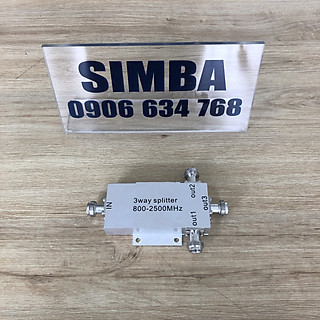 SIMBA
0906 634 768
3way splitter
800-2500MHz
IN
out2
out3
out1